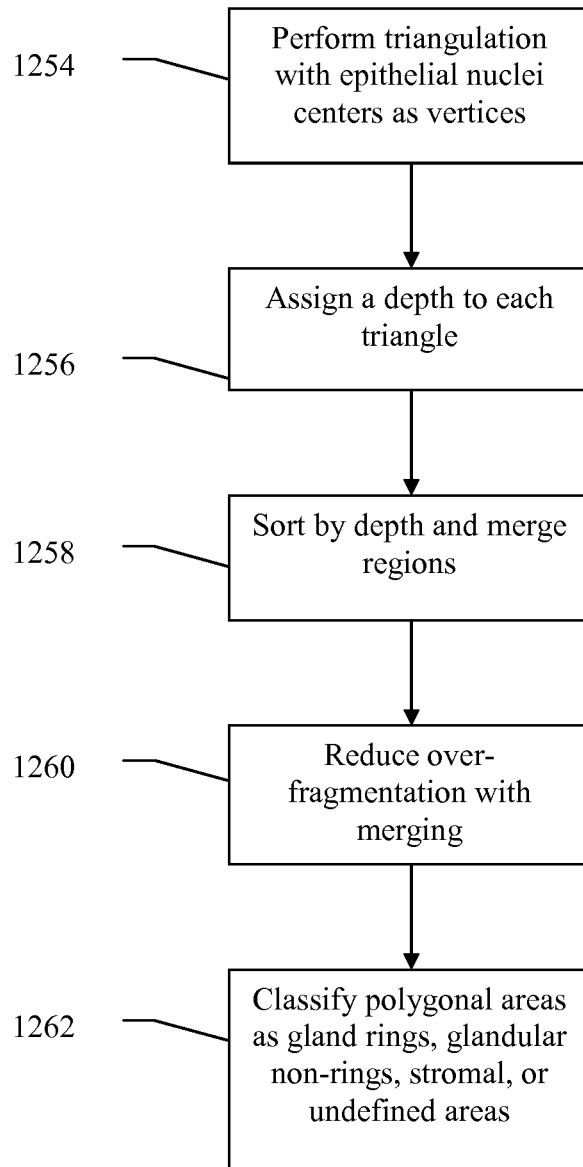 1254
Perform triangulation
with epithelial nuclei
centers as vertices
1256
Assign a depth to each
triangle
1258
Sort by depth and merge
regions
1260
Reduce over-
fragmentation with
merging
1262
Classify polygonal areas
as gland rings, glandular
non-rings, stromal, or
undefined areas